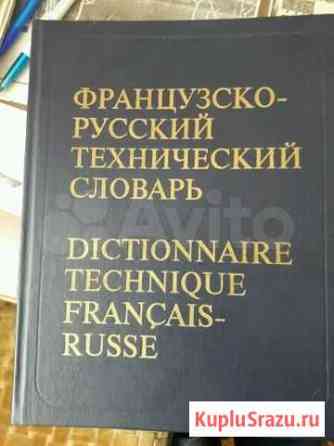 ФРАНЦУЗСКО-
РУССКИЙ
ТЕХНИЧЕСКИЙ
СЛОВАРЬ
Avito
DICTIONNAIRE
TECHNIQUE
FRANÇAIS-
RUSSE
KupluSrazu.ru